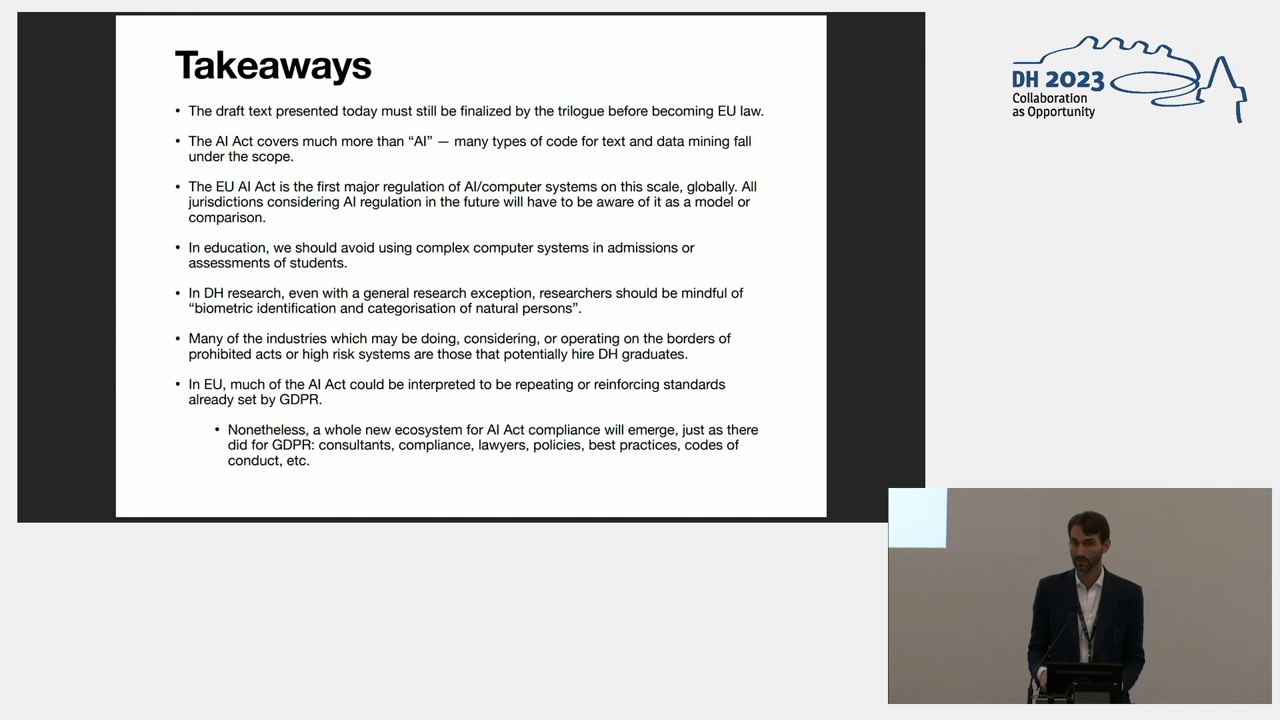 Takeaways
• The draft text presented today must still be finalized by the trilogue before becoming EU law.
• The AI Act covers much more than “AI” — many types of code for text and data mining fall
under the scope.
• The EU AI Act is the first major regulation of AI/computer systems on this scale, globally. All
jurisdictions considering AI regulation in the future will have to be aware of it as a model or
comparison.
• In education, we should avoid using complex computer systems in admissions or
assessments of students.
• In DH research, even with a general research exception, researchers should be mindful of
“biometric identification and categorisation of natural persons”.
• Many of the industries which may be doing, considering, or operating on the borders of
prohibited acts or high risk systems are those that potentially hire DH graduates.
• In EU, much of the AI Act could be interpreted to be repeating or reinforcing standards
already set by GDPR.
• Nonetheless, a whole new ecosystem for AI Act compliance will emerge, just as there
did for GDPR: consultants, compliance, lawyers, policies, best practices, codes of
conduct, etc.
DH 2023
Collaboration
as Opportunity